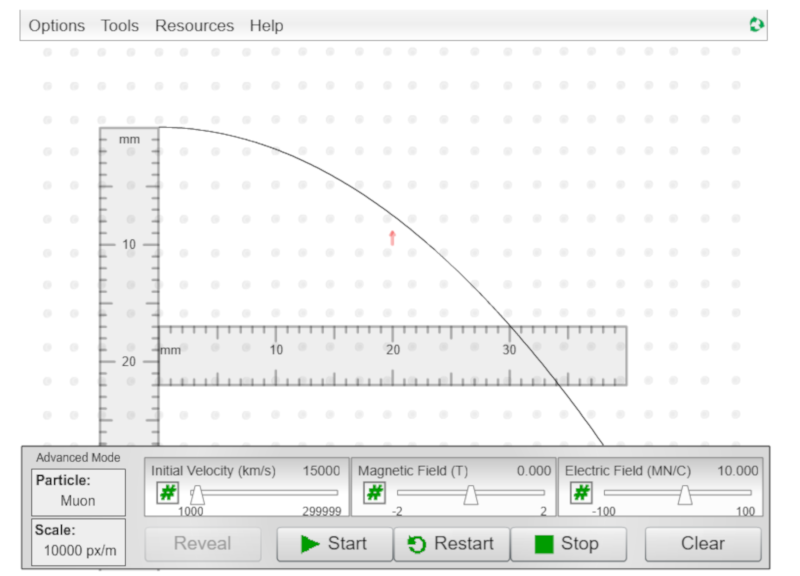 Options Tools Resources Help
mm
10
mm 10 20 30
20
Advanced Mode
Particle:
Muon
Scale:
10000 px/m
Initial Velocity (km/s) 15000
1000 299999
Magnetic Field (T) 0.000
-2 2
Electric Field (MN/C) 10.000
-100 100
Reveal Start Restart Stop Clear